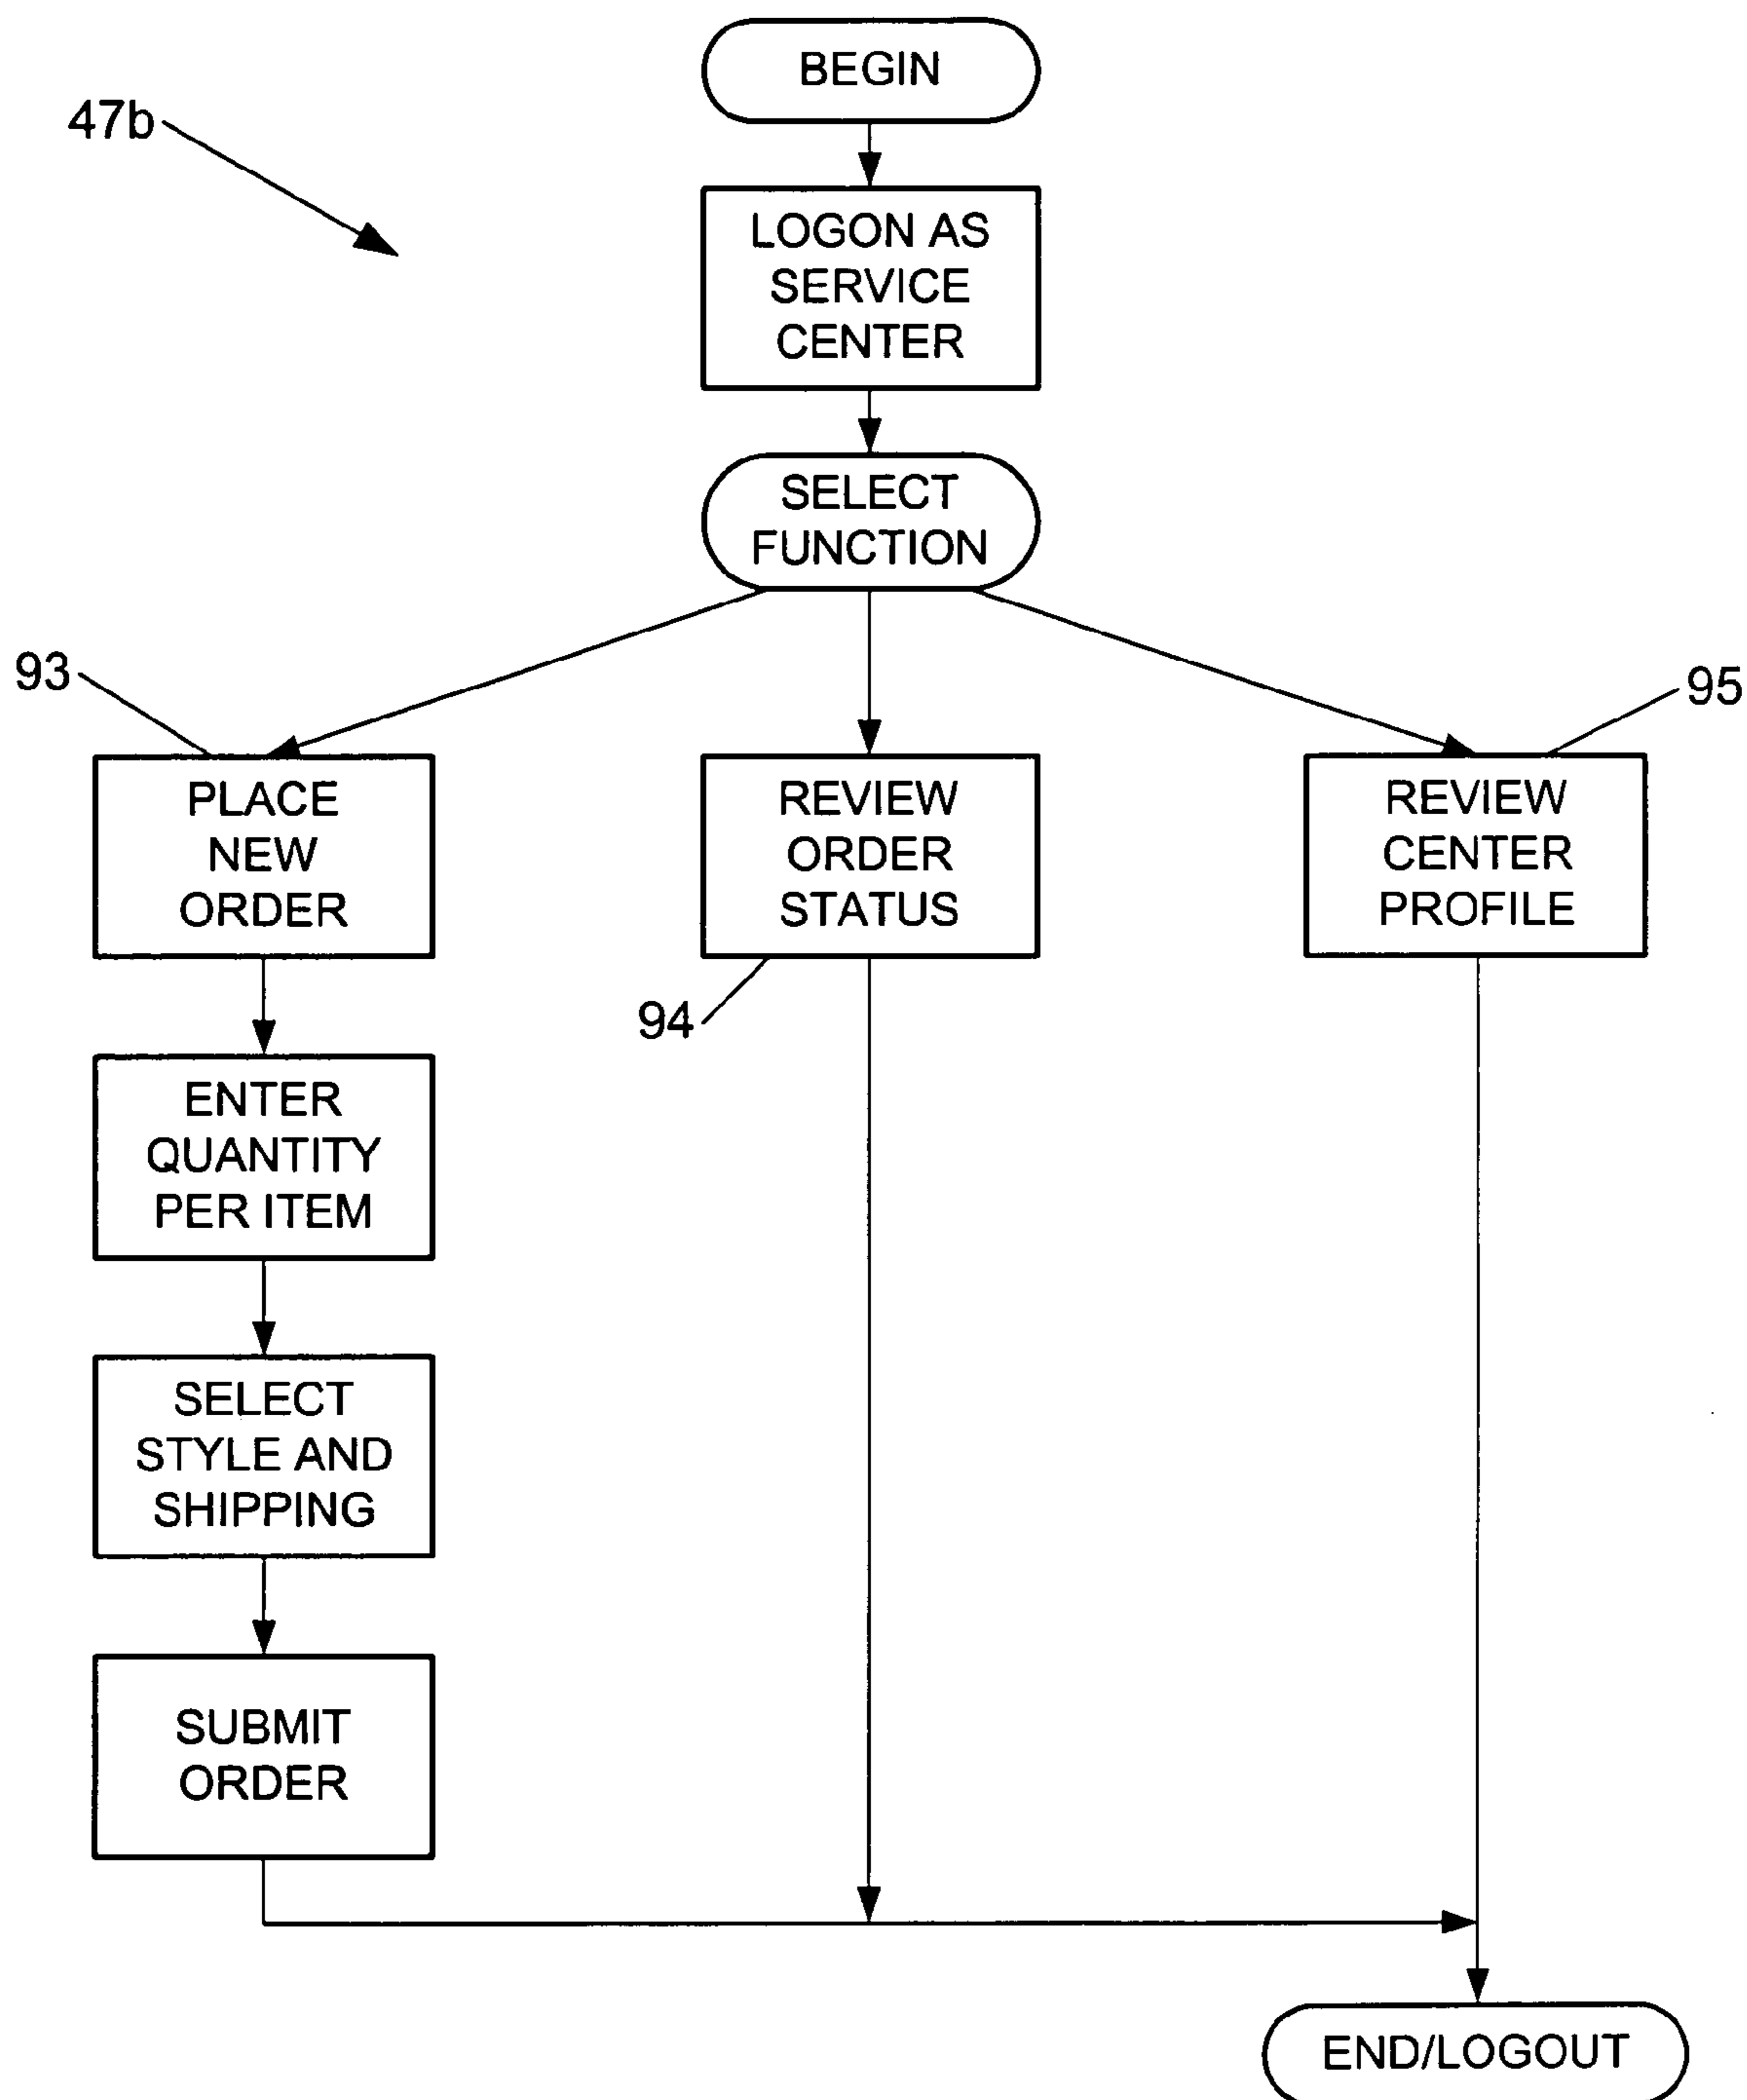 BEGIN
47b
LOGON AS
SERVICE
CENTER
SELECT
FUNCTION
93
95
PLACE
NEW
ORDER
REVIEW
ORDER
STATUS
REVIEW
CENTER
PROFILE
94
ENTER
QUANTITY
PER ITEM
SELECT
STYLE AND
SHIPPING
SUBMIT
ORDER
END/LOGOUT